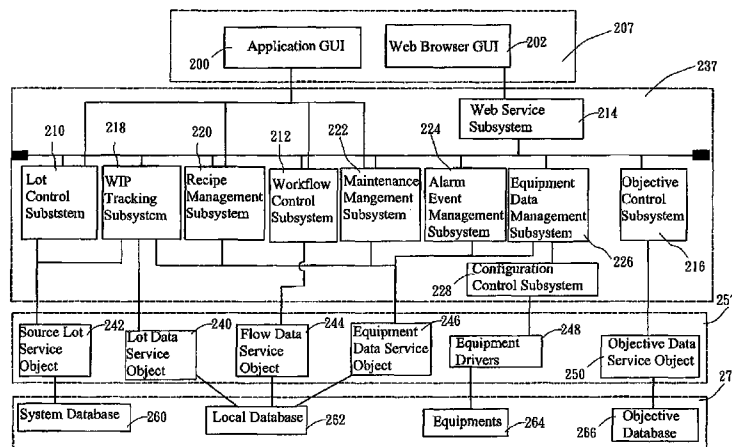 207
Application GUI
Web Browser GUI
200
202
237
210
218
220
212
222
224
Web Service
Subsystem
214
Lot
Control
Subststem
WIP
Tracking
Subsystem
Recipe
Management
Subsystem
Workflow
Control
Subsystem
Maintenance
Mangement
Subsystem
Alarm
Event
Management
Subsystem
Equipment
Data
Management
Subsystem
Objective
Control
Subsystem
226
216
228
Configuration
Control Subsystem
242
240
244
246
248
25
Source Lot
Service
Object
Lot Data
Service
Object
Flow Data
Service
Object
Equipment
Data Service
Object
Equipment
Drivers
250
Objective Data
Service Object
27
System Database
260
Local Database
262
Equipments
264
266
Objective
Database